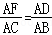 AF/AC = AD/AB